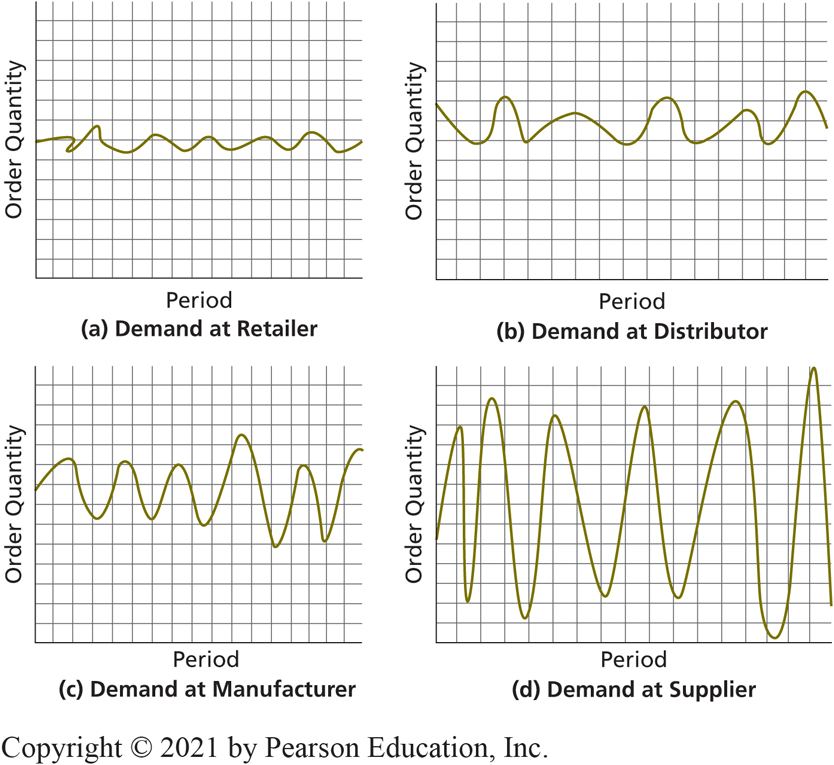 Order Quantity
Period
(a) Demand at Retailer
Order Quantity
Period
(b) Demand at Distributor
Order Quantity
Period
(c) Demand at Manufacturer
Order Quantity
Period
(d) Demand at Supplier
Copyright © 2021 by Pearson Education, Inc.